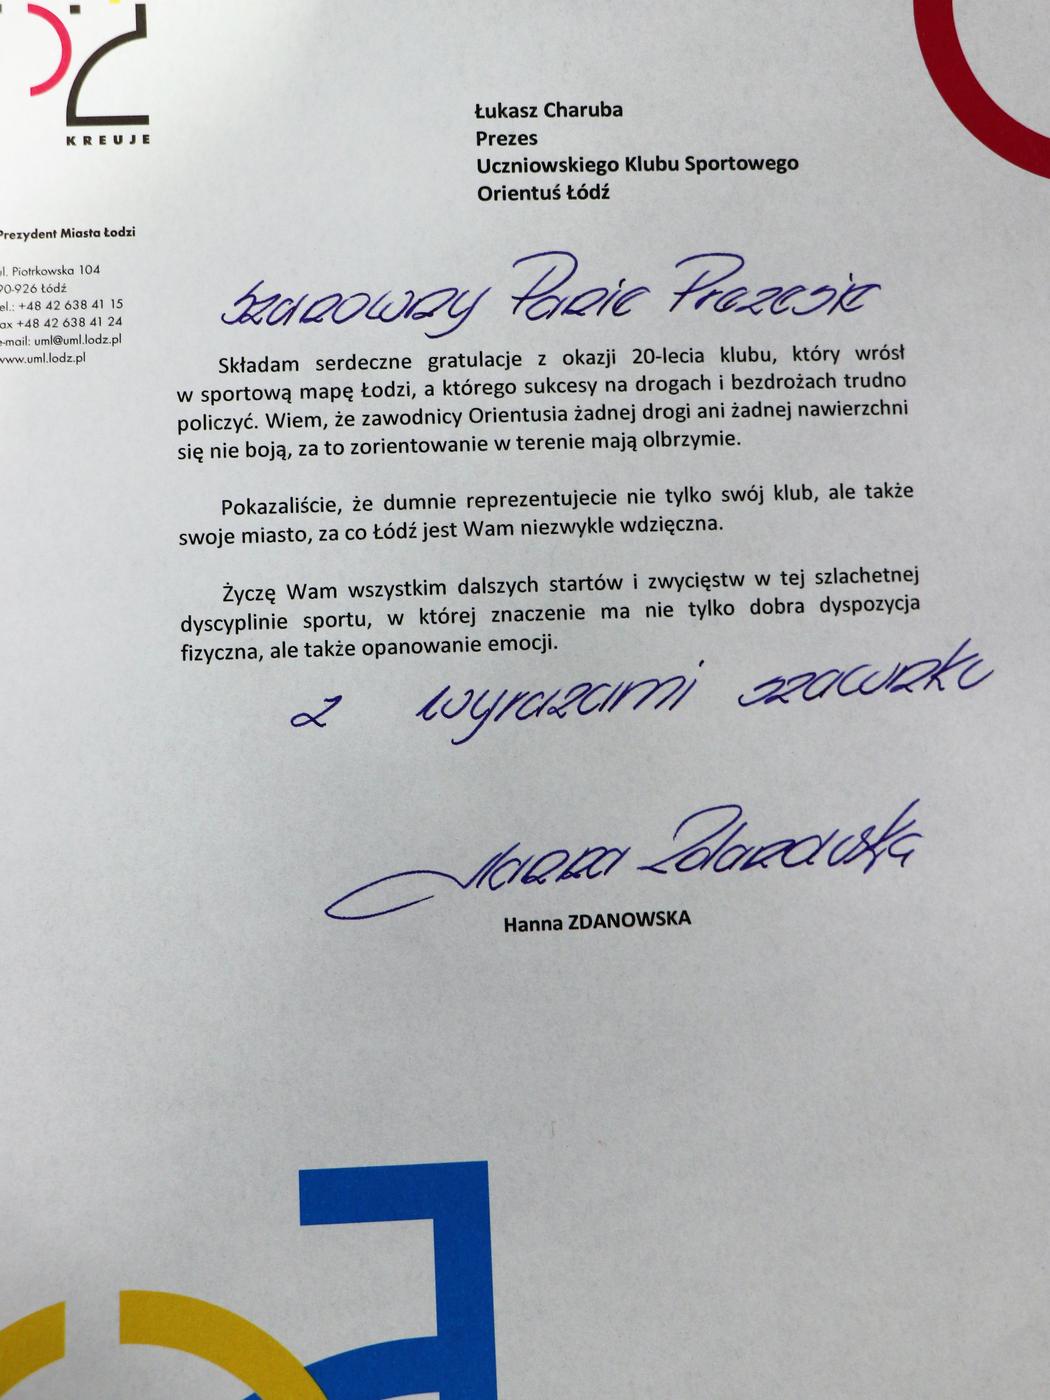 KREUJE
Prezydent Miasta Łodzi
ul. Piotrkowska 104
90-926 Łódź
tel.: +48 42 638 41 15
fax +48 42 638 41 24
e-mail: uml@uml.lodz.pl
www.uml.lodz.pl
Łukasz Charuba
Prezes
Uczniowskiego Klubu Sportowego
Orientuś Łódź
Szanowny Panie Prezesie
Składam serdeczne gratulacje z okazji 20-lecia klubu, który wrósł
w sportową mapę Łodzi, a którego sukcesy na drogach i bezdrożach trudno
policzyć. Wiem, że zawodnicy Orientusia żadnej drogi ani żadnej nawierzchni
się nie boją, za to zorientowanie w terenie mają olbrzymie.
Pokazaliście, że dumnie reprezentujecie nie tylko swój klub, ale także
swoje miasto, za co Łódź jest Wam niezwykle wdzięczna.
Życzę Wam wszystkim dalszych startów i zwycięstw w tej szlachetnej
dyscyplinie sportu, w której znaczenie ma nie tylko dobra dyspozycja
fizyczna, ale także opanowanie emocji.
z wyrazami szacunku
Hanna Zdanowska
Hanna ZDANOWSKA